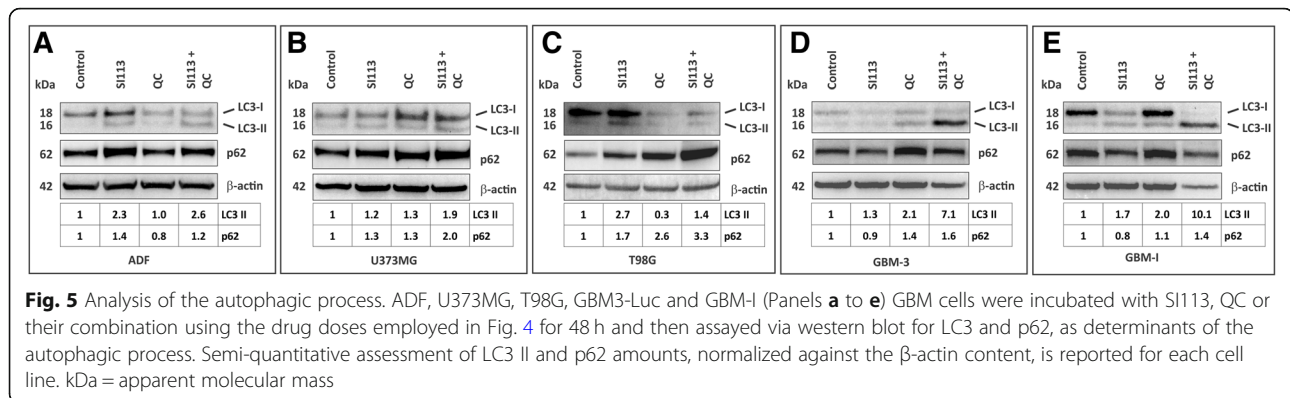 A
kDa
Control
SI113
QC
SI113 + QC
18
16
LC3-I
LC3-II
62
p62
42
β-actin
1 2.3 1.0 2.6 LC3 II
1 1.4 0.8 1.2 p62
ADF
B
kDa
Control
SI113
QC
SI113 + QC
18
16
LC3-I
LC3-II
62
p62
42
β-actin
1 1.2 1.3 1.9 LC3 II
1 1.3 1.3 2.0 p62
U373MG
C
kDa
Control
SI113
QC
SI113 + QC
18
16
LC3-I
LC3-II
62
p62
42
β-actin
1 2.7 0.3 1.4 LC3 II
1 1.7 2.6 3.3 p62
T98G
D
kDa
Control
SI113
QC
SI113 + QC
18
16
LC3-I
LC3-II
62
p62
42
β-actin
1 1.3 2.1 7.1 LC3 II
1 0.9 1.4 1.6 p62
GBM-3
E
kDa
Control
SI113
QC
SI113 + QC
18
16
LC3-I
LC3-II
62
p62
42
β-actin
1 1.7 2.0 10.1 LC3 II
1 0.8 1.1 1.4 p62
GBM-I
Fig. 5 Analysis of the autophagic process. ADF, U373MG, T98G, GBM3-Luc and GBM-I (Panels a to e) GBM cells were incubated with SI113, QC or
their combination using the drug doses employed in Fig. 4 for 48 h and then assayed via western blot for LC3 and p62, as determinants of the
autophagic process. Semi-quantitative assessment of LC3 II and p62 amounts, normalized against the β-actin content, is reported for each cell
line. kDa = apparent molecular mass